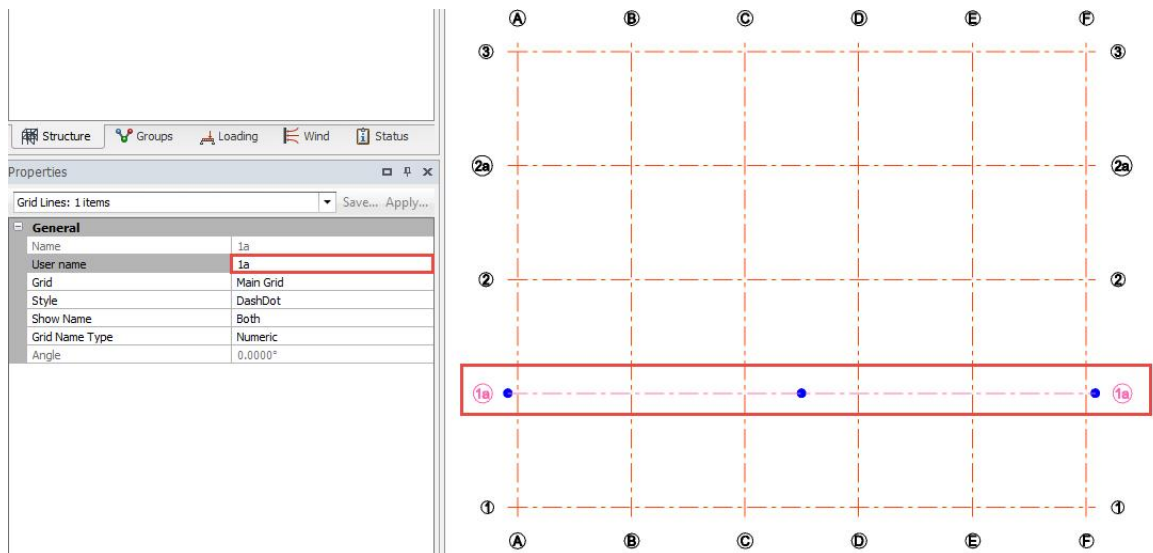 Structure Groups Loading Wind Status
Properties
Grid Lines: 1 items Save... Apply...
General
Name 1a
User name 1a
Grid Main Grid
Style DashDot
Show Name Both
Grid Name Type Numeric
Angle 0.0000°
A B C D E F
3 3
2a 2a
2 2
1a 1a
1 1
A B C D E F